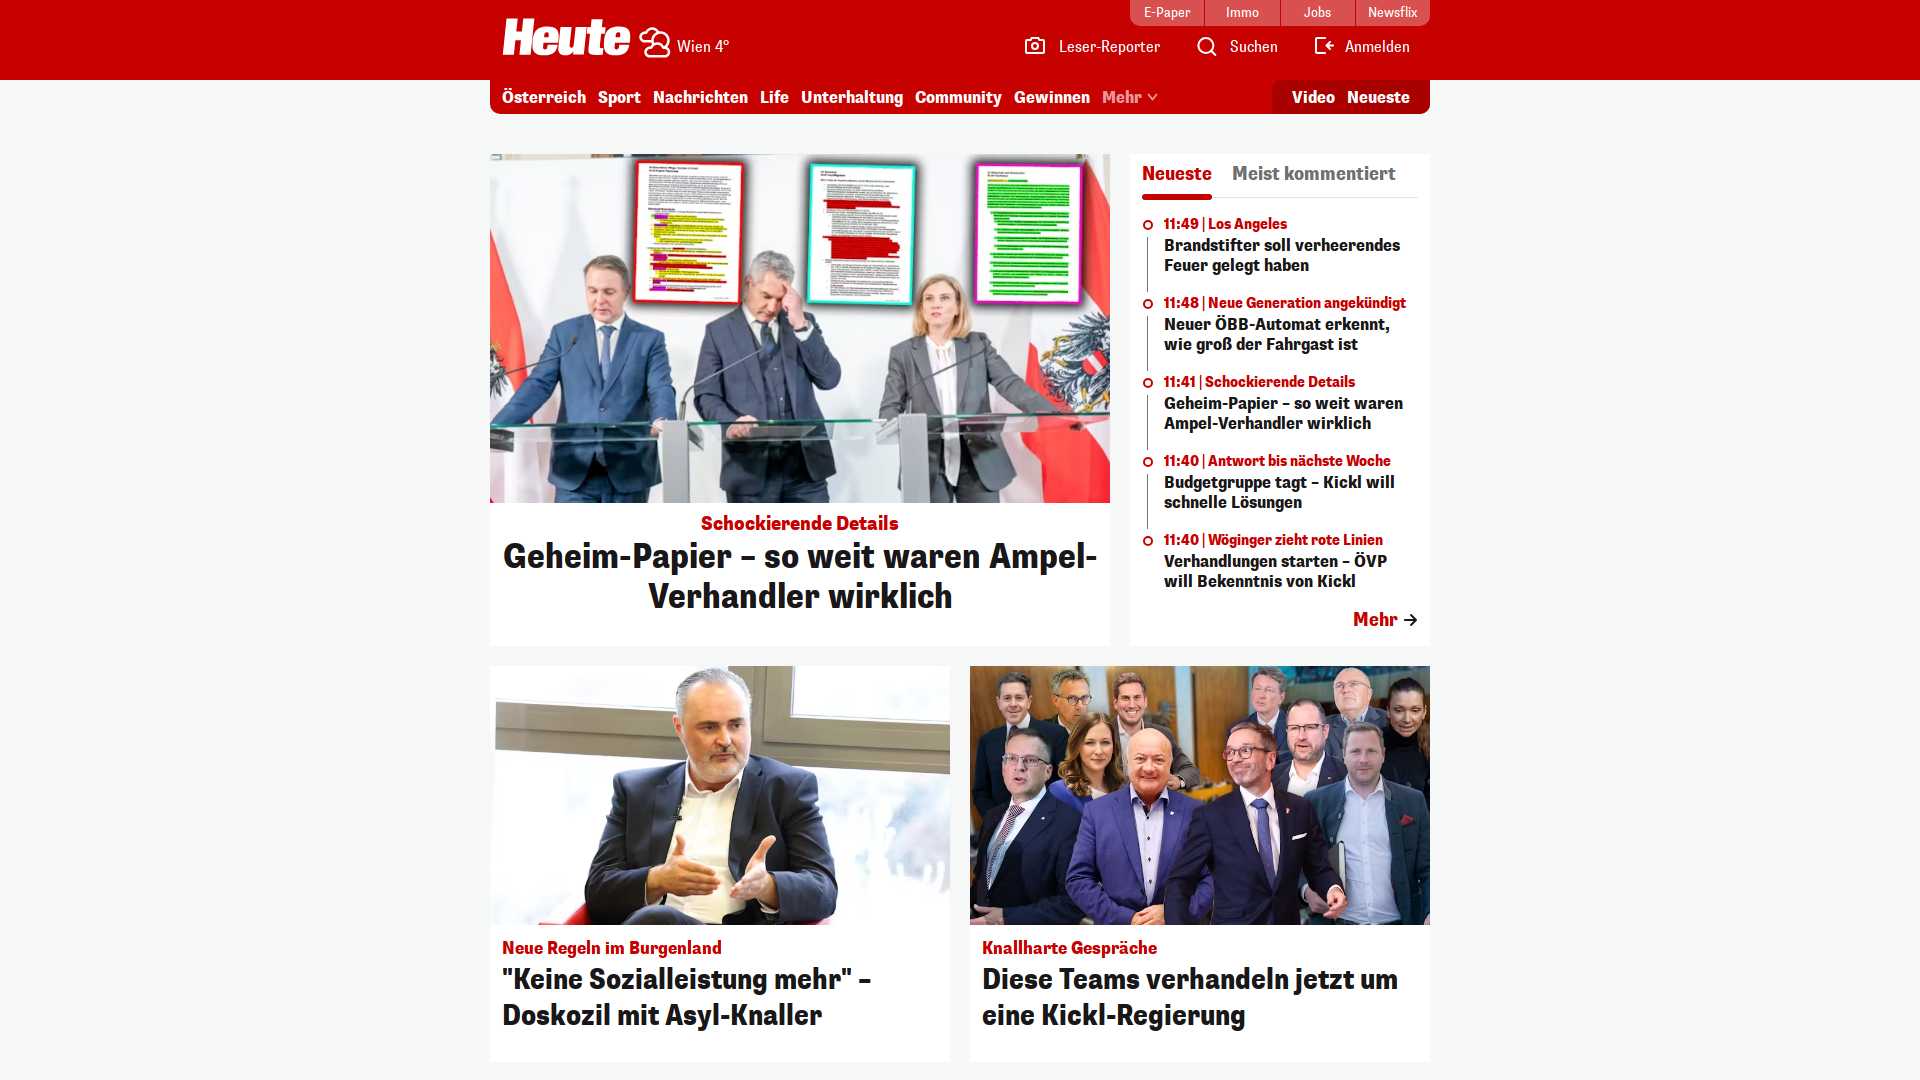 E-Paper
Immo
Jobs
Newsflix
Heute
Wien 4°
Leser-Reporter
Suchen
Anmelden
Österreich
Sport
Nachrichten
Life
Unterhaltung
Community
Gewinnen
Mehr
Video
Neueste
Schockierende Details
Geheim-Papier – so weit waren Ampel-
Verhandler wirklich
Neueste
Meist kommentiert
11:49 | Los Angeles
Brandstifter soll verheerendes
Feuer gelegt haben
11:48 | Neue Generation angekündigt
Neuer ÖBB-Automat erkennt,
wie groß der Fahrgast ist
11:41 | Schockierende Details
Geheim-Papier – so weit waren
Ampel-Verhandler wirklich
11:40 | Antwort bis nächste Woche
Budgetgruppe tagt – Kickl will
schnelle Lösungen
11:40 | Wöginger zieht rote Linien
Verhandlungen starten – ÖVP
will Bekenntnis von Kickl
Mehr
Neue Regeln im Burgenland
"Keine Sozialleistung mehr" –
Doskozil mit Asyl-Knaller
Knallharte Gespräche
Diese Teams verhandeln jetzt um
eine Kickl-Regierung